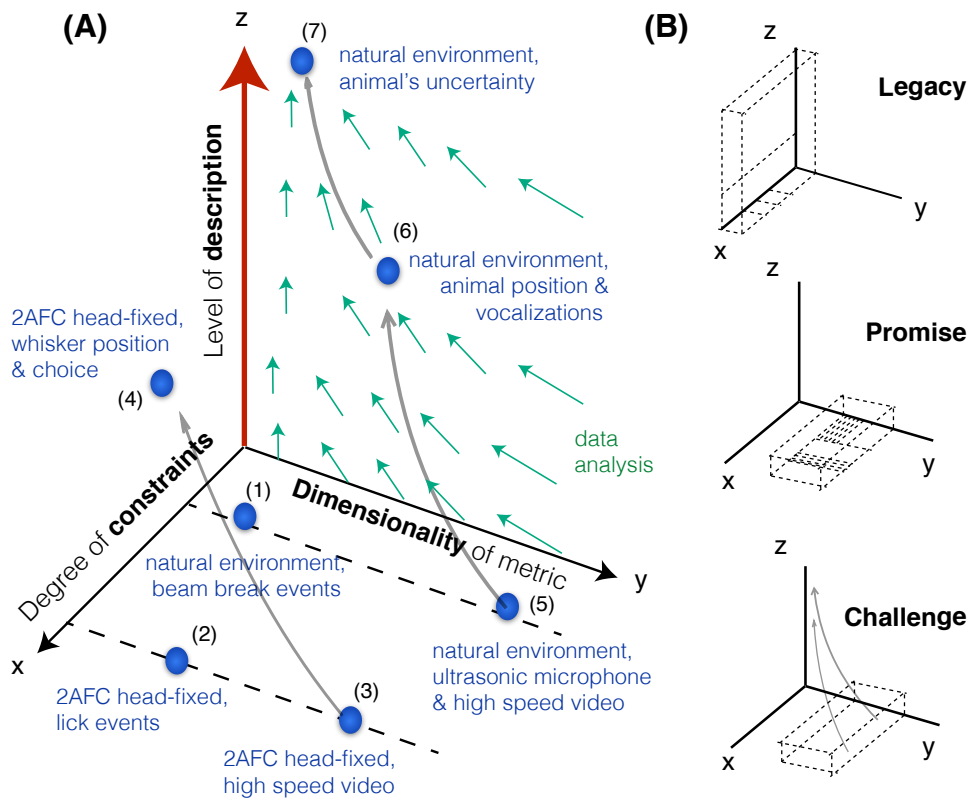 (A)
z
(7)
natural environment,
animal's uncertainty
Level of description
(6)
natural environment,
animal position &
vocalizations
2AFC head-fixed,
whisker position
& choice
(4)
data
analysis
Degree of constraints
Dimensionality of metric
(1)
natural environment,
beam break events
y
(5)
natural environment,
ultrasonic microphone
& high speed video
x
(2)
2AFC head-fixed,
lick events
(3)
2AFC head-fixed,
high speed video
(B)
z
Legacy
y
x
z
Promise
y
x
z
Challenge
y
x